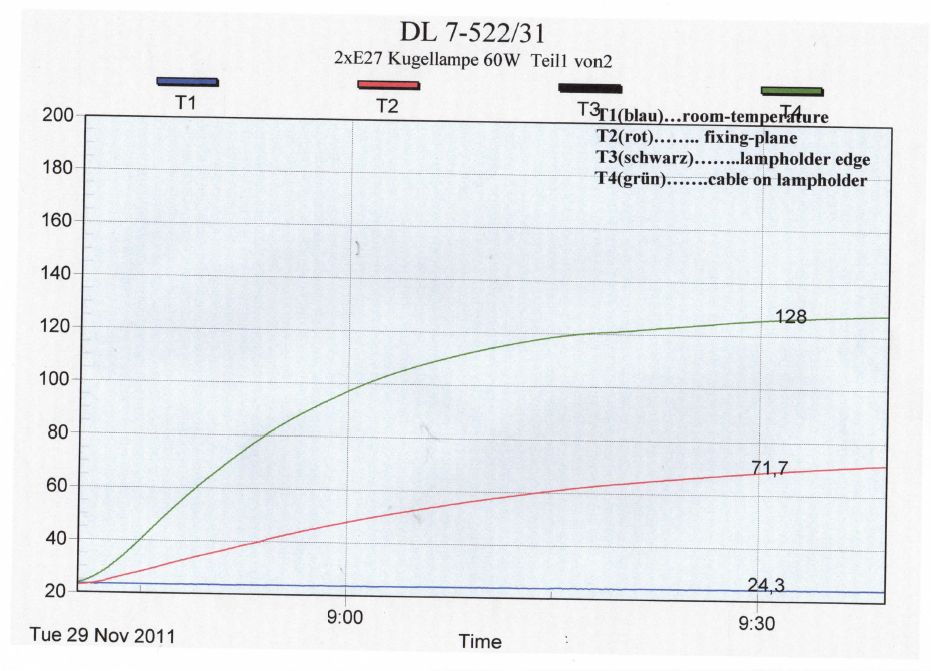 DL 7-522/31
2xE27 Kugellampe 60W Teil1 von2
T1 T2 T3 T4
T1(blau)...room-temperature
T2(rot)........ fixing-plane
T3(schwarz)........lampholder edge
T4(grün).......cable on lampholder
200
180
160
140
120
100
80
60
40
20
128
71,7
24,3
9:00 9:30
Tue 29 Nov 2011
Time